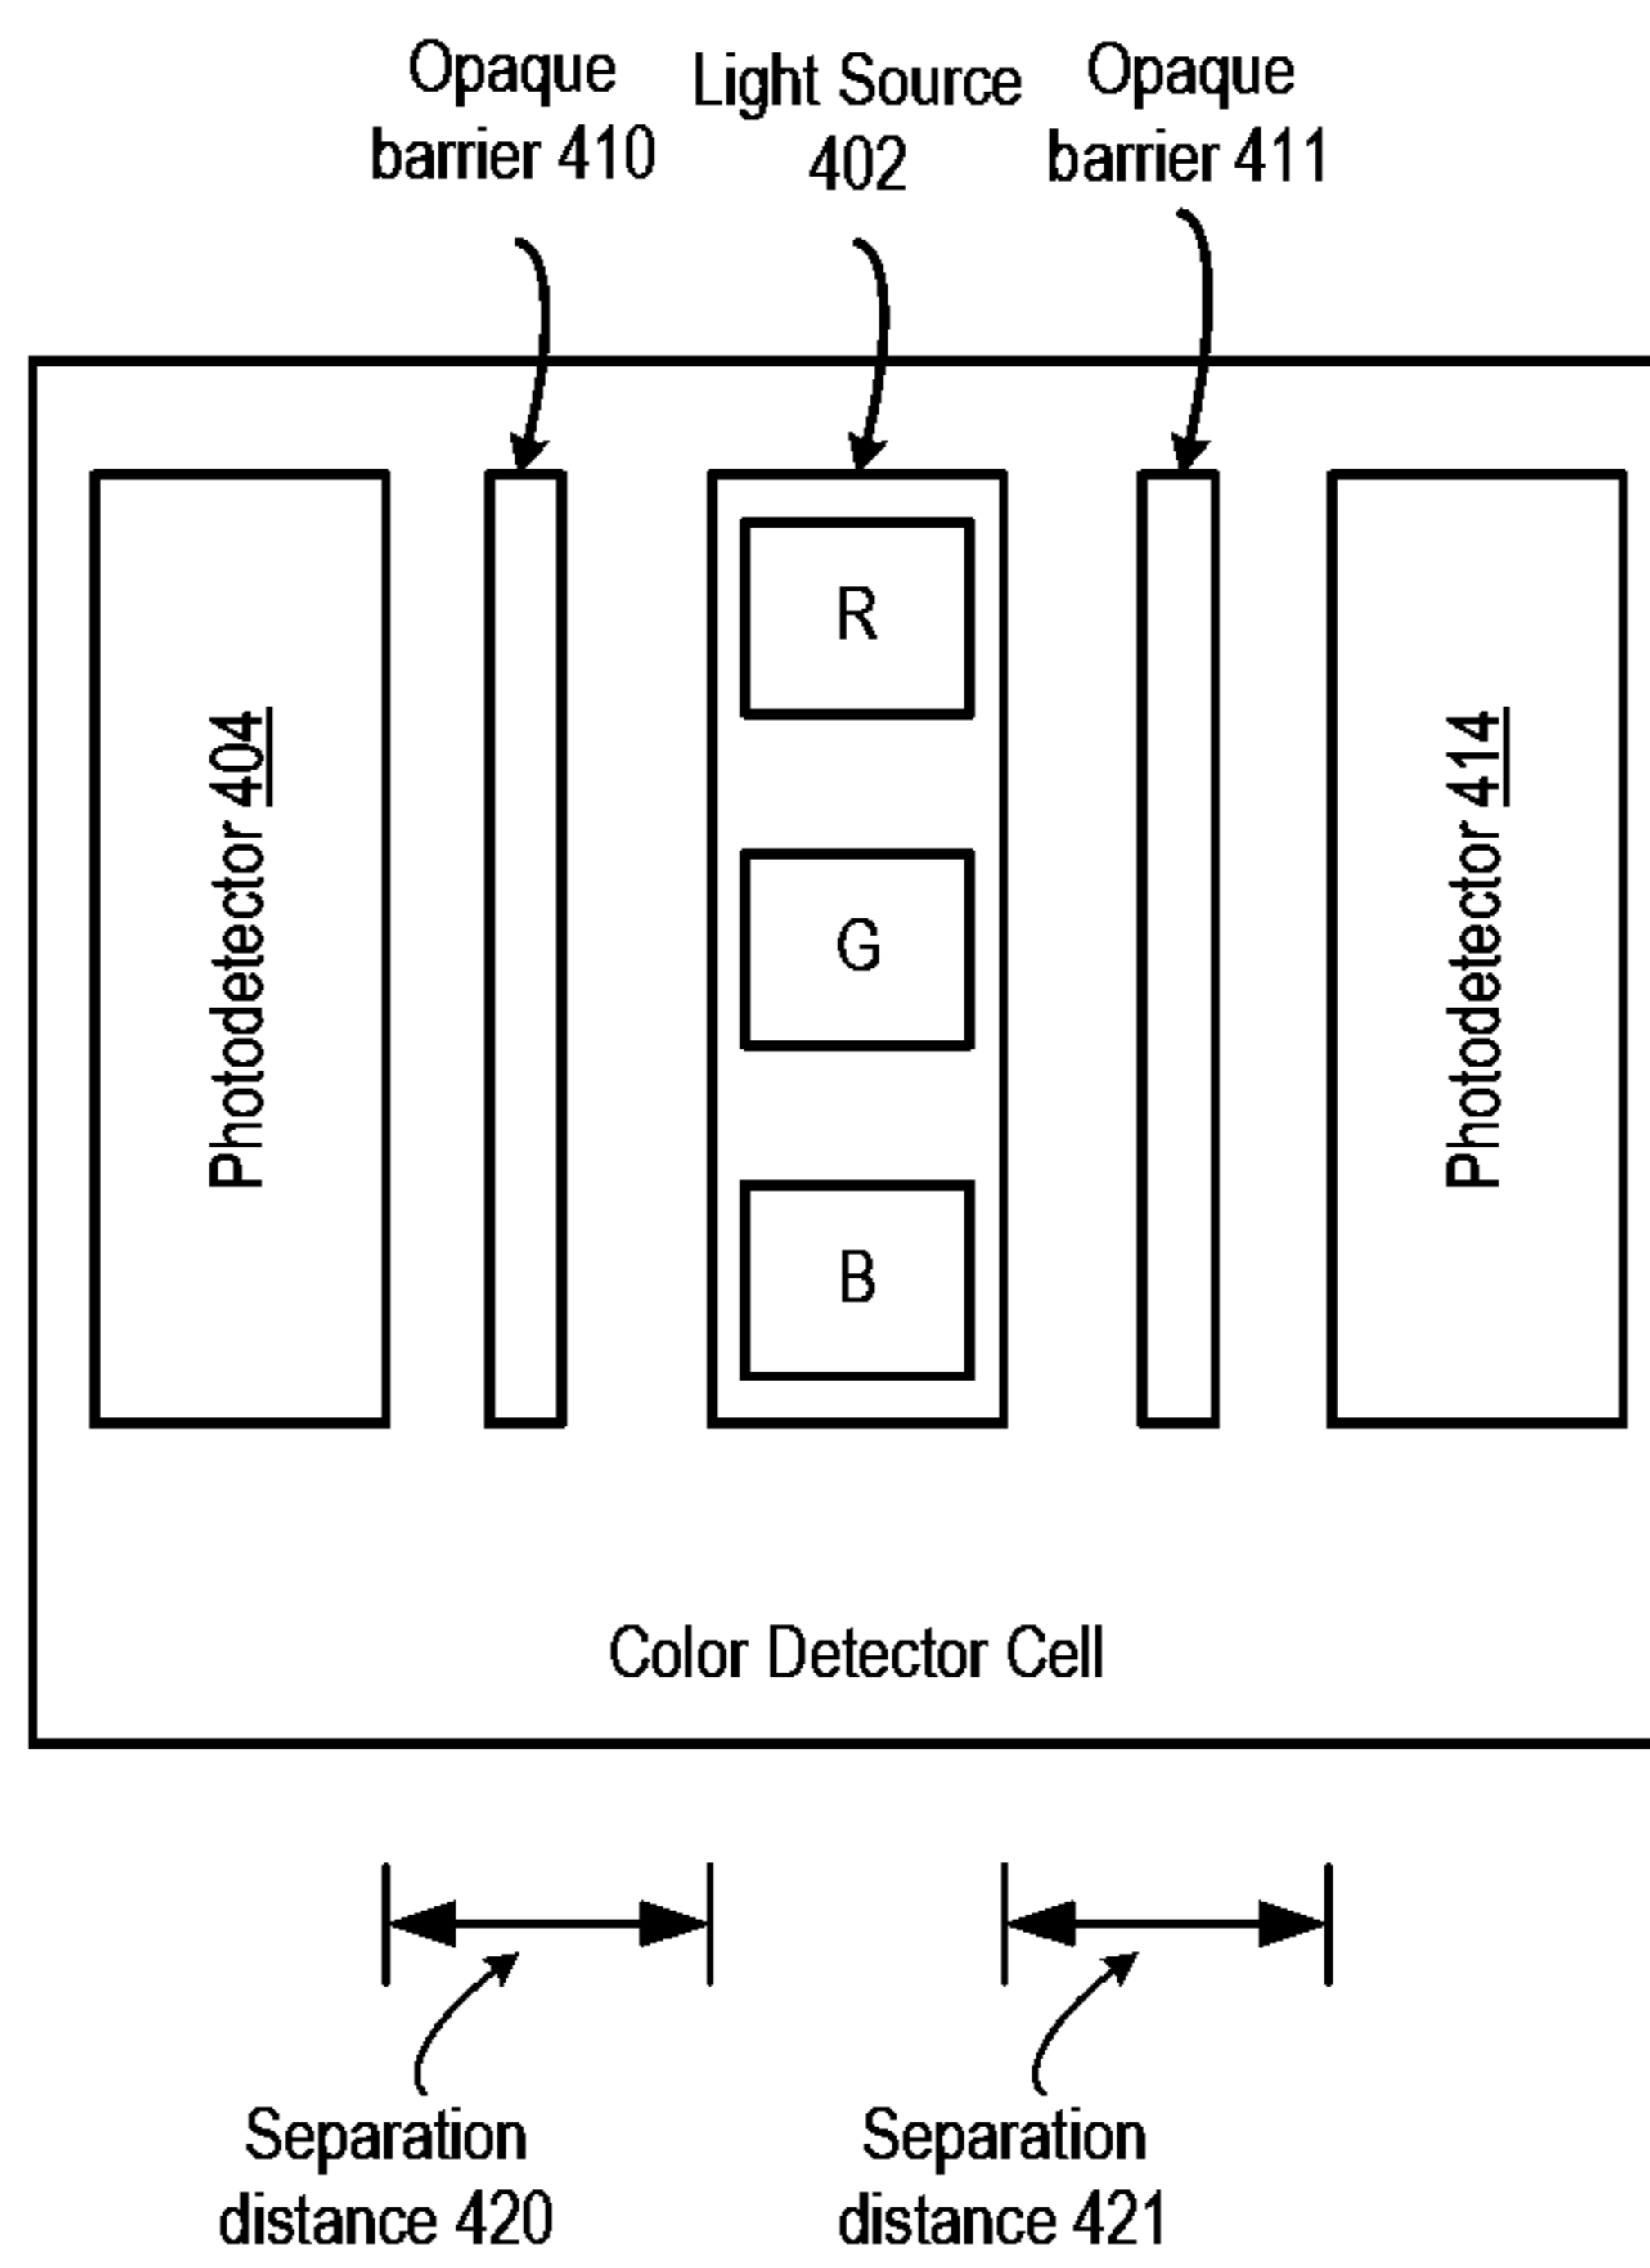 Opaque
barrier 410
Light Source
402
Opaque
barrier 411
Photodetector 404
R
G
B
Photodetector 414
Color Detector Cell
Separation
distance 420
Separation
distance 421